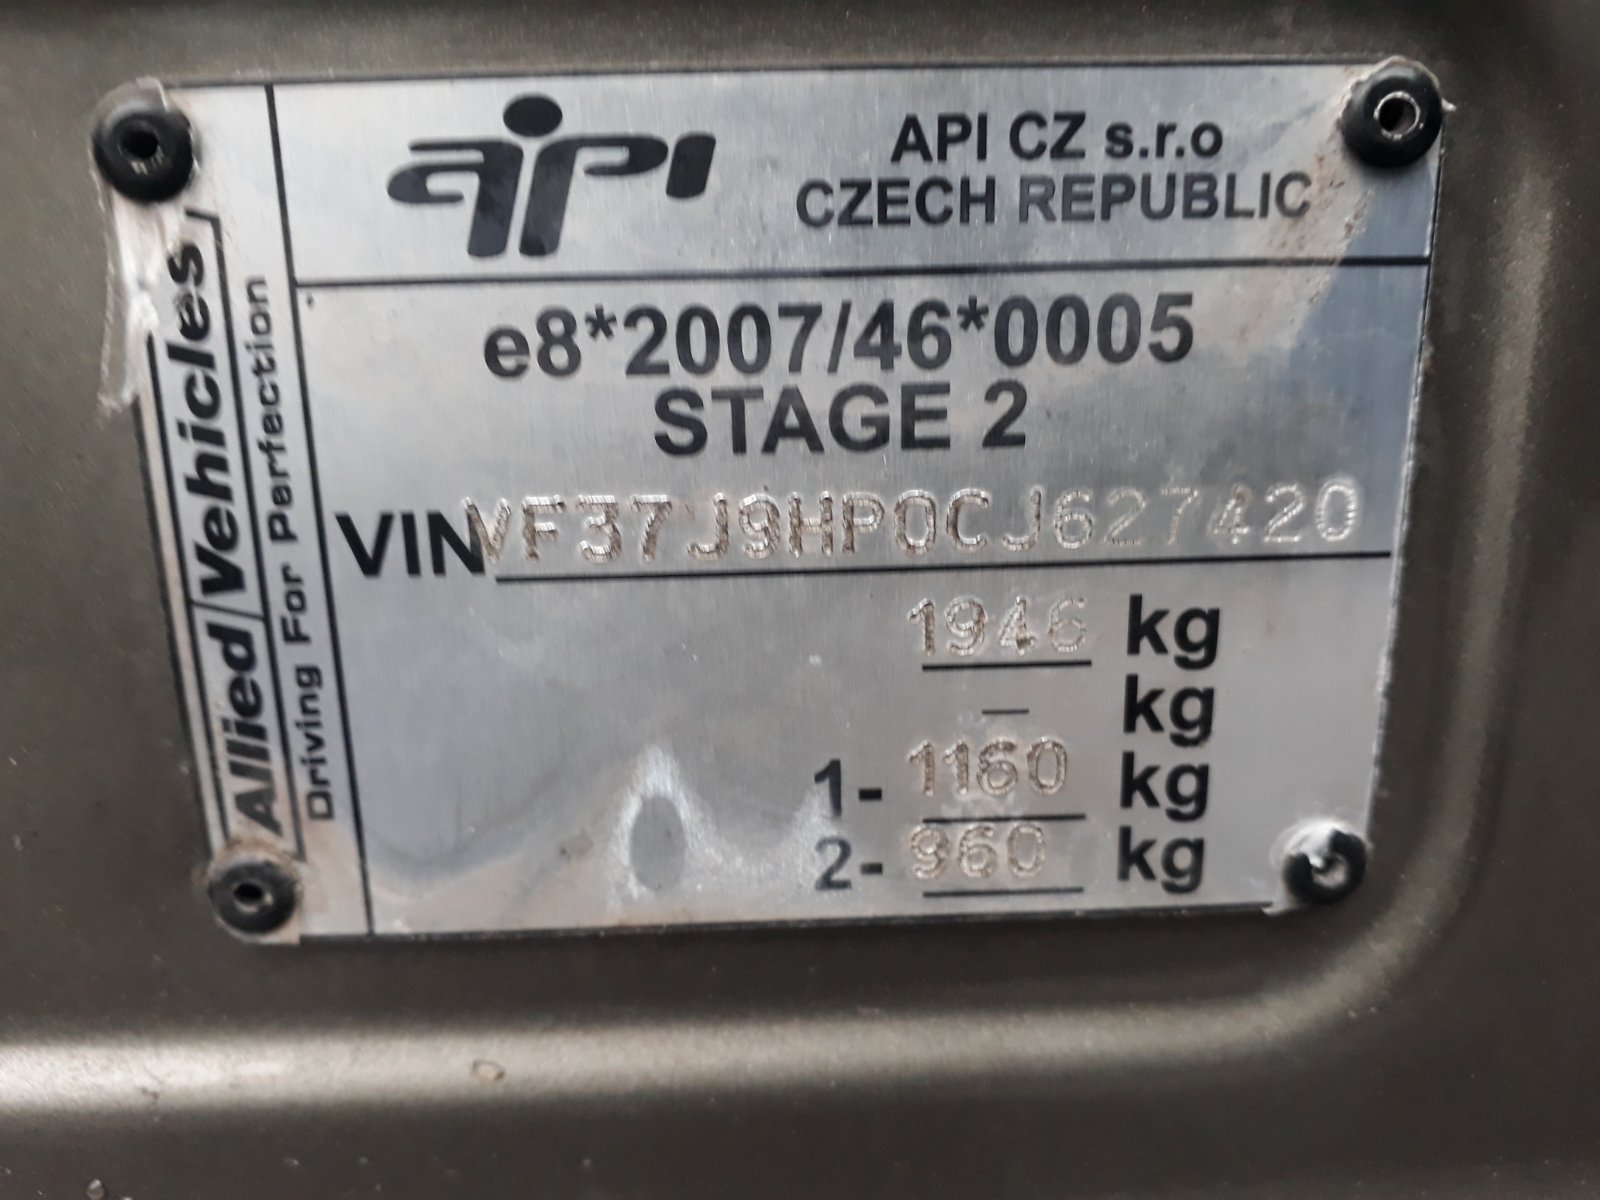 Allied Vehicles
Driving For Perfection
api
API CZ s.r.o
CZECH REPUBLIC
e8*2007/46*0005
STAGE 2
VIN VF37J9HP0CJ627420
1946 kg
– kg
1- 1160 kg
2- 960 kg